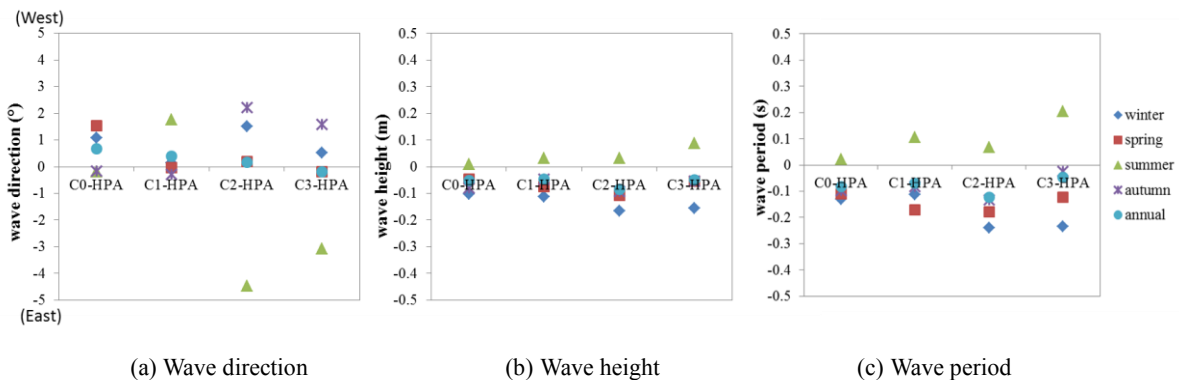 (West)
wave direction (°)
5
4
3
2
1
0
-1
-2
-3
-4
-5
C0-HPA C1-HPA C2-HPA C3-HPA
(East)
wave height (m)
0.5
0.4
0.3
0.2
0.1
0
-0.1
-0.2
-0.3
-0.4
-0.5
C0-HPA C1-HPA C2-HPA C3-HPA
wave period (s)
0.5
0.4
0.3
0.2
0.1
0
-0.1
-0.2
-0.3
-0.4
-0.5
C0-HPA C1-HPA C2-HPA C3-HPA
winter
spring
summer
autumn
annual
(a) Wave direction
(b) Wave height
(c) Wave period